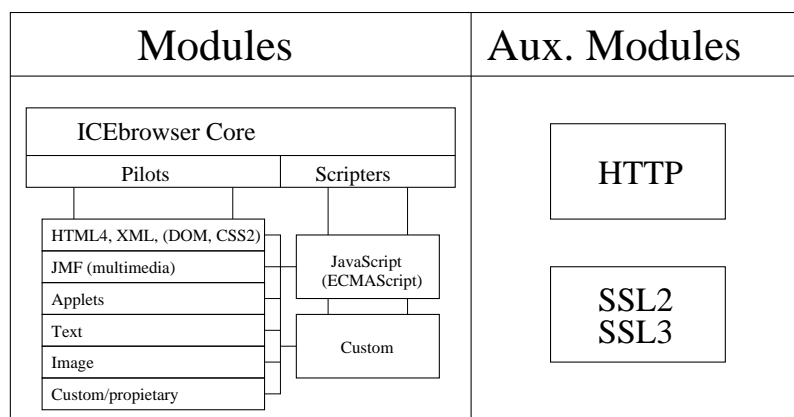 Modules
Aux. Modules
ICEbrowser Core
Pilots
Scripters
HTML4, XML, (DOM, CSS2)
JMF (multimedia)
Applets
Text
Image
Custom/propietary
JavaScript
(ECMAScript)
Custom
HTTP
SSL2
SSL3